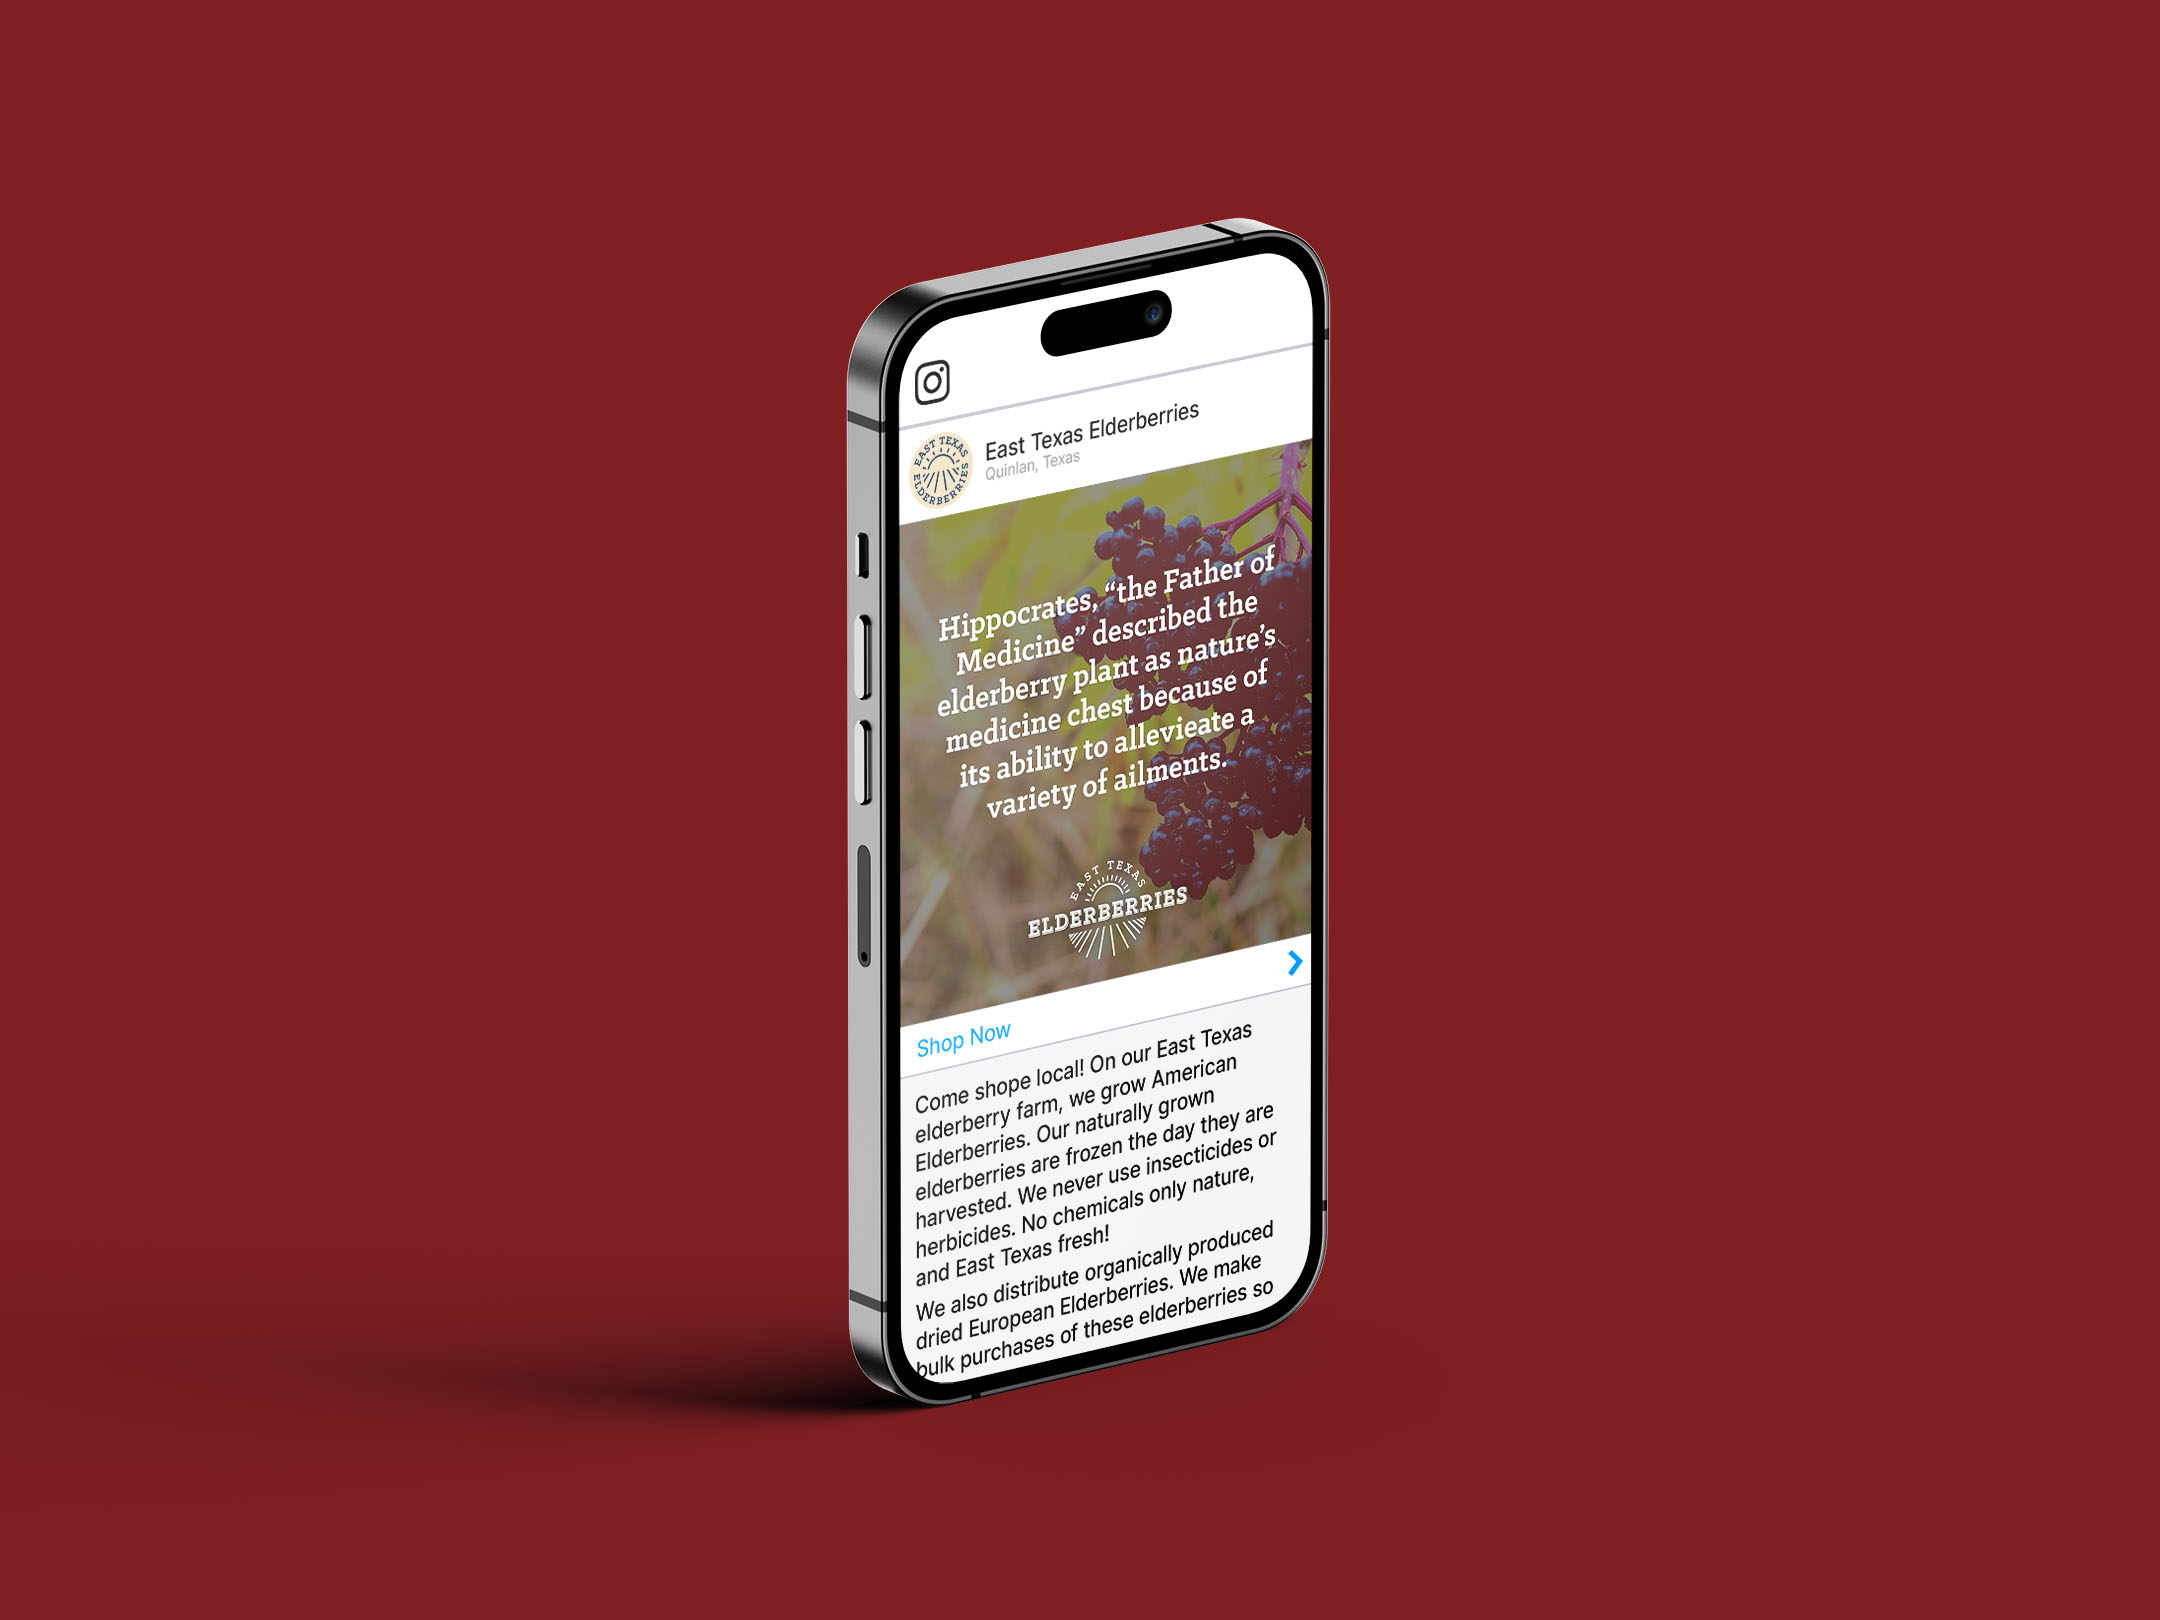 East Texas Elderberries
Quinlan, Texas
EAST TEXAS
ELDERBERRIES
Hippocrates, “the Father of
Medicine” described the
elderberry plant as nature’s
medicine chest because of
its ability to allevieate a
variety of ailments.
EAST TEXAS
ELDERBERRIES
Shop Now
Come shope local! On our East Texas
elderberry farm, we grow American
Elderberries. Our naturally grown
elderberries are frozen the day they are
harvested. We never use insecticides or
herbicides. No chemicals only nature,
and East Texas fresh!
We also distribute organically produced
dried European Elderberries. We make
bulk purchases of these elderberries so